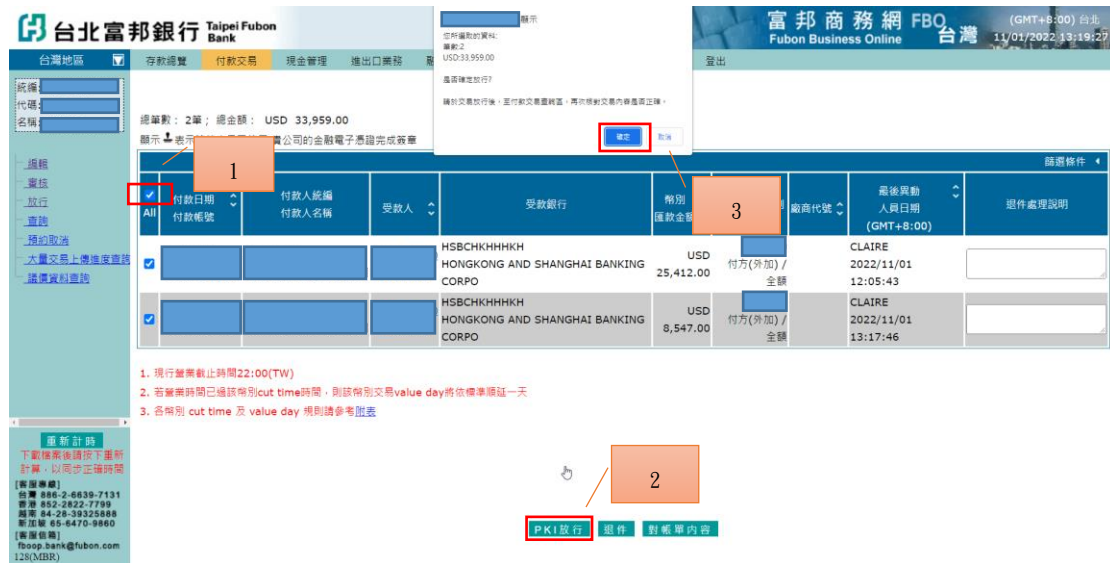 台北富邦銀行 Taipei Fubon Bank
顯示
您所選取的資料:
筆數:2
USD:33,959.00
是否確定放行?
請於交易放行後，至付款交易查詢區，再次核對交易內容是否正確。
確定 取消
富邦商務網 FBO 台灣
Fubon Business Online
(GMT+8:00) 台北
11/01/2022 13:19:27
台灣地區 存款總覽 付款交易 現金管理 進出口業務 登出
統編:
代碼:
名稱:
編輯
審核
放行
查詢
預約取消
大量交易上傳進度查詢
議價資料查詢
總筆數： 2筆； 總金額： USD 33,959.00
貴公司的金融電子憑證完成簽章
1
2
3
篩選條件
All
付款日期
付款帳號
付款人統編
付款人名稱
受款人
受款銀行
幣別
匯款金額
廠商代號
最後異動
人員日期
(GMT+8:00)
退件處理說明
HSBCHKHHHKH
HONGKONG AND SHANGHAI BANKING
CORPO
USD
25,412.00
付方(外加) /
全額
CLAIRE
2022/11/01
12:05:43
HSBCHKHHHKH
HONGKONG AND SHANGHAI BANKING
CORPO
USD
8,547.00
付方(外加) /
全額
CLAIRE
2022/11/01
13:17:46
1. 現行營業截止時間22:00(TW)
2. 若營業時間已過該幣別cut time時間，則該幣別交易value day將依標準順延一天
3. 各幣別 cut time 及 value day 規則請參考附表
PKI放行 退件 對帳單內容
重新計時
下載檔案後請按下重新
計算，以同步正確時間
[客服專線]
台灣 886-2-6639-7131
香港 852-2822-7799
越南 84-28-39325888
新加坡 65-6470-9860
[客服信箱]
fboop.bank@fubon.com
128(MBR)